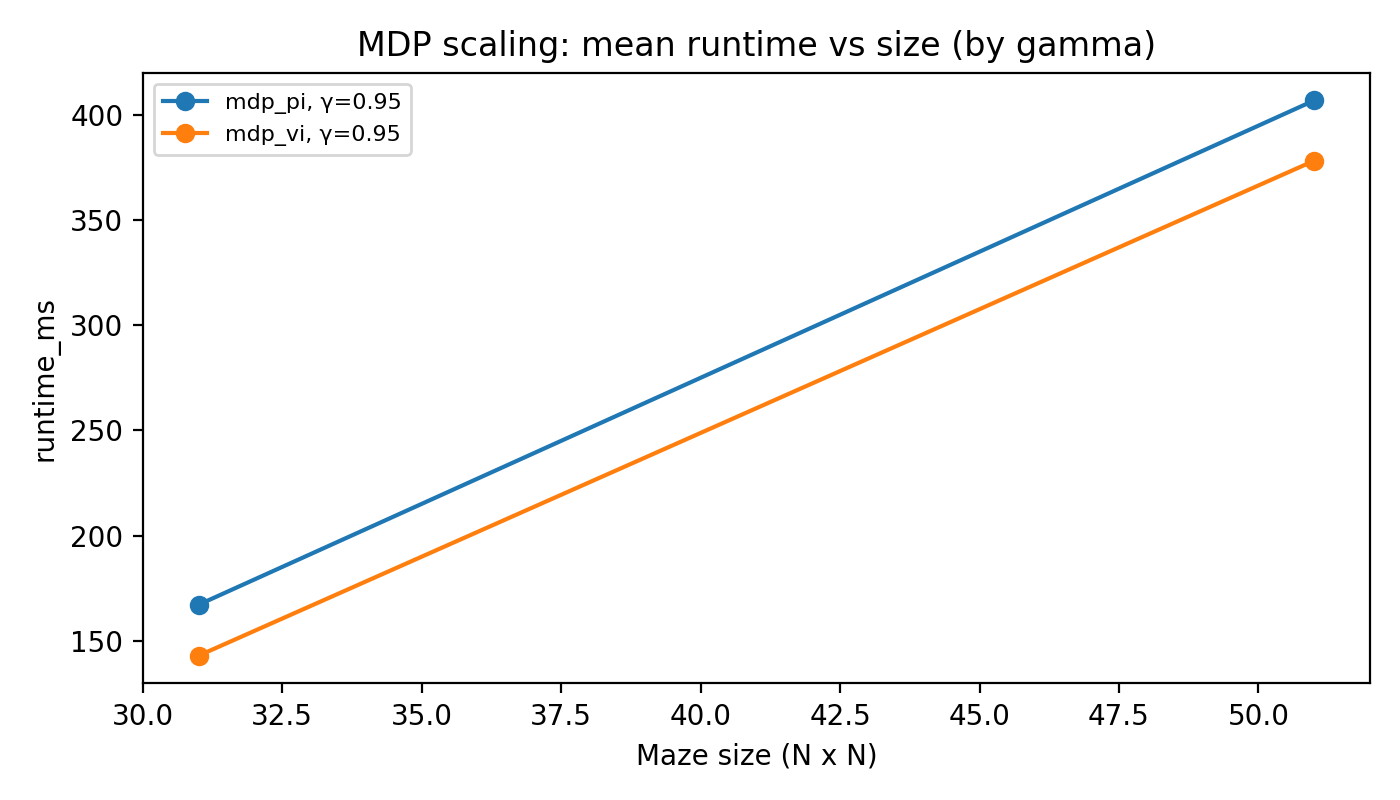 MDP scaling: mean runtime vs size (by gamma)
mdp_pi, γ=0.95
mdp_vi, γ=0.95
400
350
300
250
200
150
runtime_ms
30.0 32.5 35.0 37.5 40.0 42.5 45.0 47.5 50.0
Maze size (N x N)